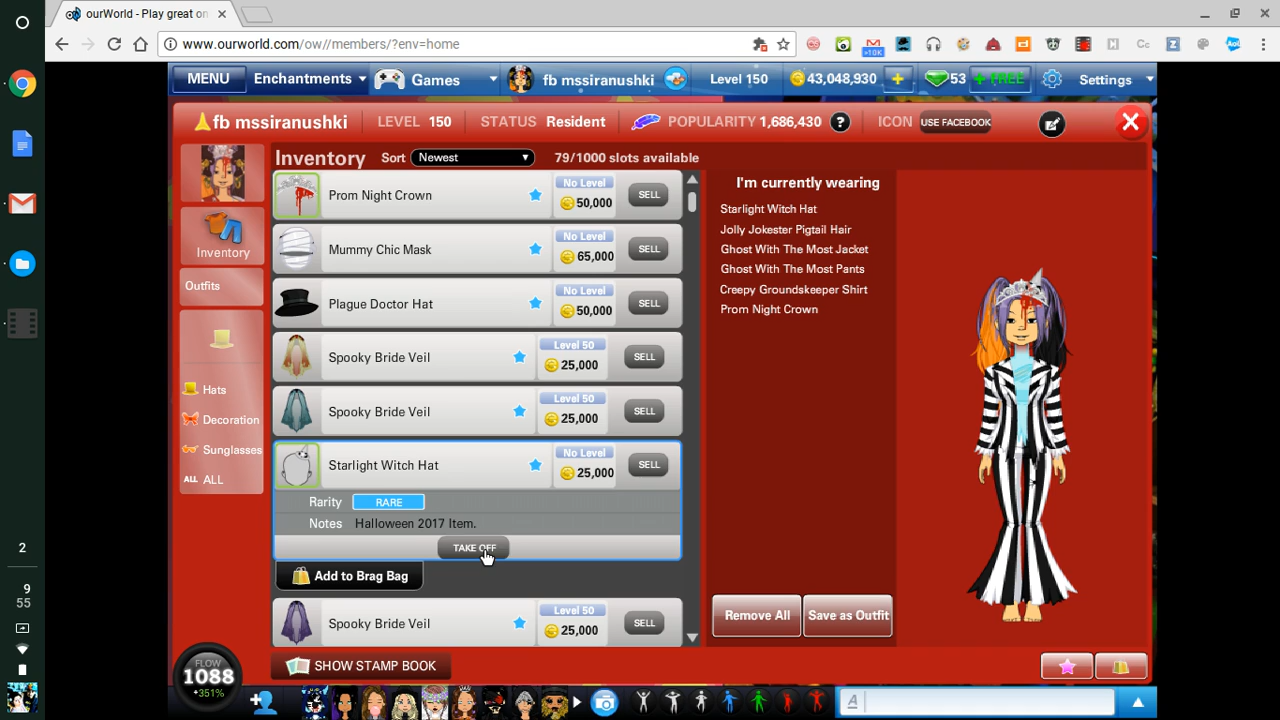 ourWorld - Play great on
www.ourworld.com/ow//members/?env=home
MENU Enchantments Games fb mssiranushki Level 150 43,048,930 + 53 + FREE Settings
fb mssiranushki LEVEL 150 STATUS Resident POPULARITY 1,686,430 ? ICON USE FACEBOOK
Inventory Sort Newest 79/1000 slots available
Prom Night Crown No Level 50,000 SELL
Mummy Chic Mask No Level 65,000 SELL
Plague Doctor Hat No Level 50,000 SELL
Spooky Bride Veil Level 50 25,000 SELL
Spooky Bride Veil Level 50 25,000 SELL
Starlight Witch Hat No Level 25,000 SELL
Rarity RARE
Notes Halloween 2017 Item.
TAKE OFF
Add to Brag Bag
Spooky Bride Veil Level 50 25,000 SELL
SHOW STAMP BOOK
Inventory
Outfits
Hats
Decoration
Sunglasses
ALL ALL
I'm currently wearing
Starlight Witch Hat
Jolly Jokester Pigtail Hair
Ghost With The Most Jacket
Ghost With The Most Pants
Creepy Groundskeeper Shirt
Prom Night Crown
Remove All Save as Outfit
FLOW
1088
+351%
2
9
55
+10K
H Cc Z Aol
A